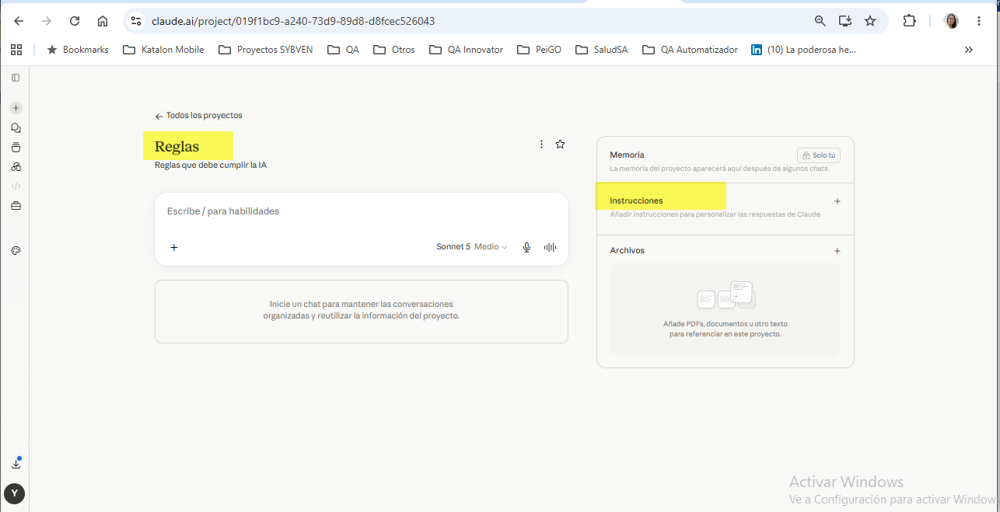 claude.ai/project/019f1bc9-a240-73d9-89d8-d8fcec526043
Bookmarks Katalon Mobile Proyectos SYBVEN QA Otros QA Innovator PeiGO SaludSA QA Automatizador in (10) La poderosa he... »
← Todos los proyectos
Reglas
Reglas que debe cumplir la IA
Escribe / para habilidades
Sonnet 5 Medio
Inicie un chat para mantener las conversaciones
organizadas y reutilizar la información del proyecto.
Memoria Solo tú
La memoria del proyecto aparecerá aquí después de algunos chats.
Instrucciones +
Añadir instrucciones para personalizar las respuestas de Claude
Archivos +
Añade PDFs, documentos u otro texto
para referenciar en este proyecto.
Y
Activar Windows
Ve a Configuración para activar Window